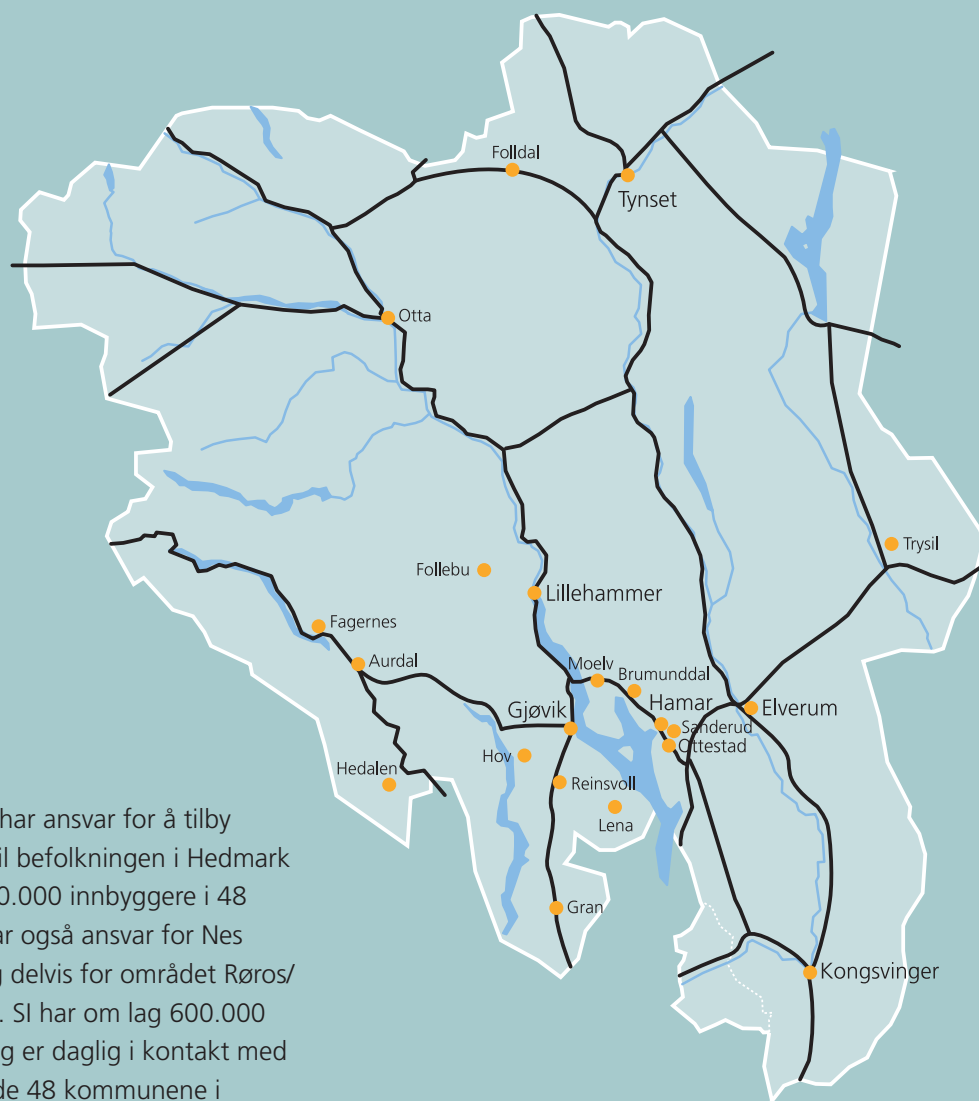 Folldal
Tynset
Otta
Trysil
Follebu
Lillehammer
Fagernes
Aurdal
Moelv
Brumunddal
Hamar
Gjøvik
Elverum
Sanderud
Ottestad
Hov
Hedalen
Reinsvoll
Lena
Gran
Kongsvinger
har ansvar for å tilby
il befolkningen i Hedmark
0.000 innbyggere i 48
ar også ansvar for Nes
g delvis for området Røros/
. SI har om lag 600.000
g er daglig i kontakt med
de 48 kommunene i